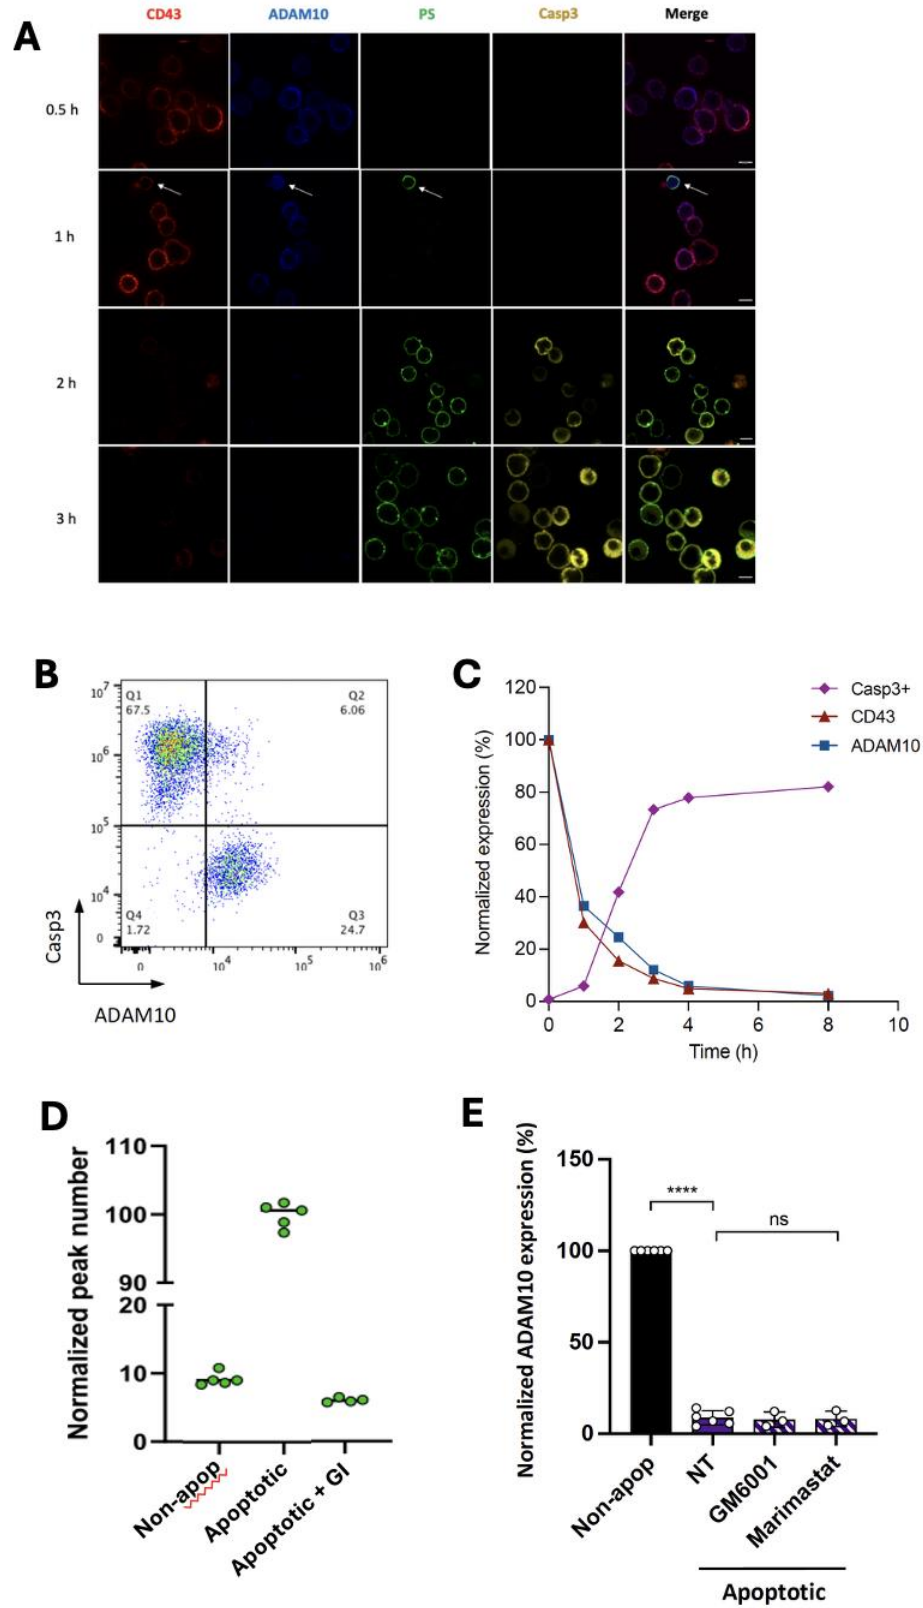 A
CD43 ADAM10 PS Casp3 Merge
0.5 h
1 h
2 h
3 h
B
10^7
10^6
10^5
10^4
0
Q1
67.5
Q2
6.06
Q4
1.72
Q3
24.7
0 10^4 10^5 10^6
Casp3
ADAM10
C
Normalized expression (%)
120
100
80
60
40
20
0
0 2 4 6 8 10
Time (h)
Casp3+
CD43
ADAM10
D
Normalized peak number
110
100
90
20
10
0
Non-apop
Apoptotic
Apoptotic + GI
E
Normalized ADAM10 expression (%)
150
100
50
0
****
ns
Non-apop
NT
GM6001
Marimastat
Apoptotic